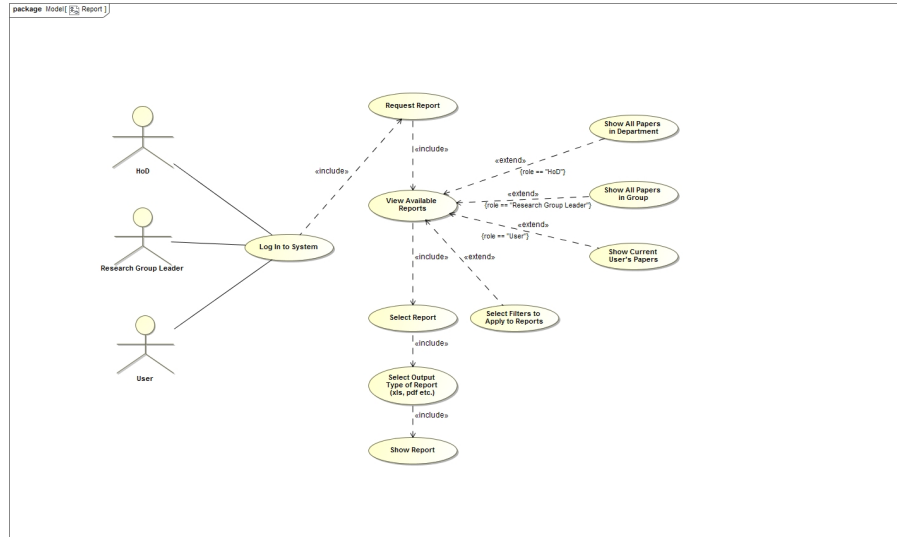 package Model[ Report ]
Request Report
Show All Papers
in Department
«include»
«extend»
{role == "HoD"}
HoD
«include»
Show All Papers
in Group
«extend»
{role == "Research Group Leader"}
View Available
Reports
«extend»
{role == "User"}
Research Group Leader
Log In to System
Show Current
User's Papers
«include»
«extend»
Select Report
Select Filters to
Apply to Reports
User
«include»
Select Output
Type of Report
(xls, pdf etc.)
«include»
Show Report